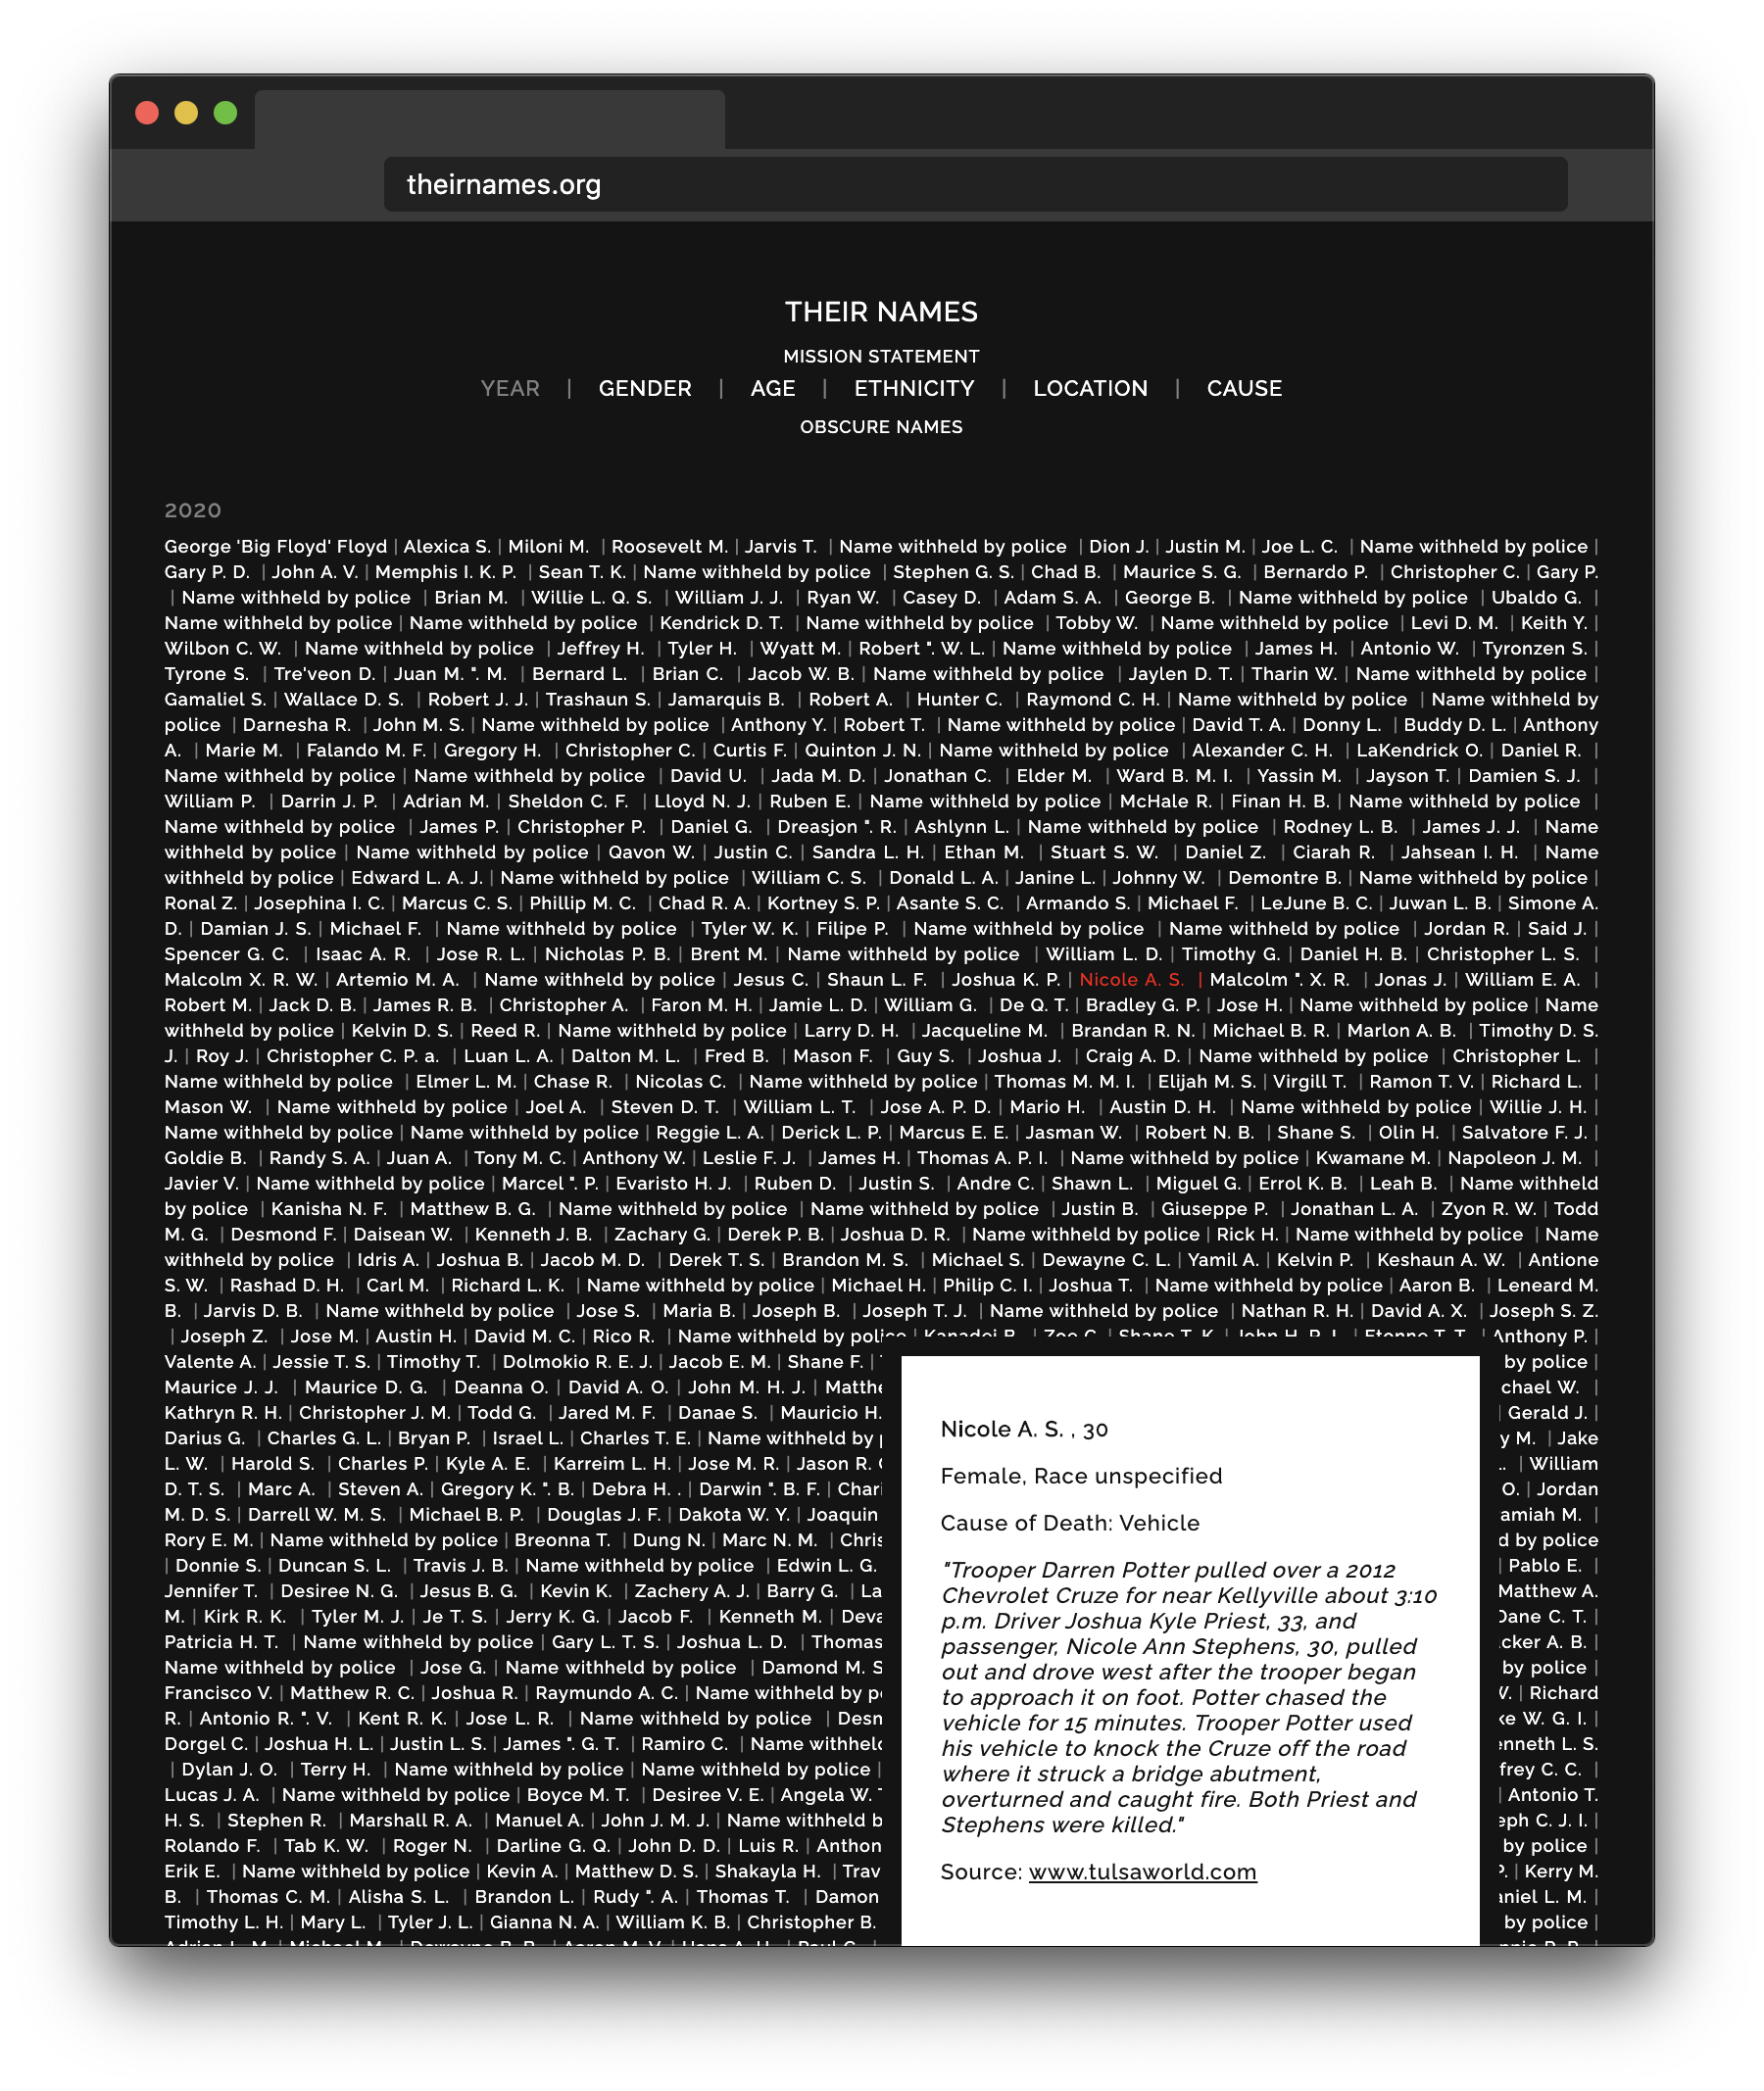 theirnames.org
THEIR NAMES
MISSION STATEMENT
YEAR | GENDER | AGE | ETHNICITY | LOCATION | CAUSE
OBSCURE NAMES
2020
George 'Big Floyd' Floyd | Alexica S. | Miloni M. | Roosevelt M. | Jarvis T. | Name withheld by police | Dion J. | Justin M. | Joe L. C. | Name withheld by police |
Gary P. D. | John A. V. | Memphis I. K. P. | Sean T. K. | Name withheld by police | Stephen G. S. | Chad B. | Maurice S. G. | Bernardo P. | Christopher C. | Gary P.
| Name withheld by police | Brian M. | Willie L. Q. S. | William J. J. | Ryan W. | Casey D. | Adam S. A. | George B. | Name withheld by police | Ubaldo G. |
Name withheld by police | Name withheld by police | Kendrick D. T. | Name withheld by police | Tobby W. | Name withheld by police | Levi D. M. | Keith Y. |
Wilbon C. W. | Name withheld by police | Jeffrey H. | Tyler H. | Wyatt M. | Robert ". W. L. | Name withheld by police | James H. | Antonio W. | Tyronzen S. |
Tyrone S. | Tre'veon D. | Juan M. ". M. | Bernard L. | Brian C. | Jacob W. B. | Name withheld by police | Jaylen D. T. | Tharin W. | Name withheld by police |
Gamaliel S. | Wallace D. S. | Robert J. J. | Trashaun S. | Jamarquis B. | Robert A. | Hunter C. | Raymond C. H. | Name withheld by police | Name withheld by
police | Darnesha R. | John M. S. | Name withheld by police | Anthony Y. | Robert T. | Name withheld by police | David T. A. | Donny L. | Buddy D. L. | Anthony
A. | Marie M. | Falando M. F. | Gregory H. | Christopher C. | Curtis F. | Quinton J. N. | Name withheld by police | Alexander C. H. | LaKendrick O. | Daniel R. |
Name withheld by police | Name withheld by police | David U. | Jada M. D. | Jonathan C. | Elder M. | Ward B. M. I. | Yassin M. | Jayson T. | Damien S. J. |
William P. | Darrin J. P. | Adrian M. | Sheldon C. F. | Lloyd N. J. | Ruben E. | Name withheld by police | McHale R. | Finan H. B. | Name withheld by police |
Name withheld by police | James P. | Christopher P. | Daniel G. | Dreasjon ". R. | Ashlynn L. | Name withheld by police | Rodney L. B. | James J. J. | Name
withheld by police | Name withheld by police | Qavon W. | Justin C. | Sandra L. H. | Ethan M. | Stuart S. W. | Daniel Z. | Ciarah R. | Jahsean I. H. | Name
withheld by police | Edward L. A. J. | Name withheld by police | William C. S. | Donald L. A. | Janine L. | Johnny W. | Demontre B. | Name withheld by police |
Ronal Z. | Josephina I. C. | Marcus C. S. | Phillip M. C. | Chad R. A. | Kortney S. P. | Asante S. C. | Armando S. | Michael F. | LeJune B. C. | Juwan L. B. | Simone A.
D. | Damian J. S. | Michael F. | Name withheld by police | Tyler W. K. | Filipe P. | Name withheld by police | Name withheld by police | Jordan R. | Said J. |
Spencer G. C. | Isaac A. R. | Jose R. L. | Nicholas P. B. | Brent M. | Name withheld by police | William L. D. | Timothy G. | Daniel H. B. | Christopher L. S. |
Malcolm X. R. W. | Artemio M. A. | Name withheld by police | Jesus C. | Shaun L. F. | Joshua K. P. | Nicole A. S. | Malcolm ". X. R. | Jonas J. | William E. A. |
Robert M. | Jack D. B. | James R. B. | Christopher A. | Faron M. H. | Jamie L. D. | William G. | De Q. T. | Bradley G. P. | Jose H. | Name withheld by police | Name
withheld by police | Kelvin D. S. | Reed R. | Name withheld by police | Larry D. H. | Jacqueline M. | Brandan R. N. | Michael B. R. | Marlon A. B. | Timothy D. S.
J. | Roy J. | Christopher C. P. a. | Luan L. A. | Dalton M. L. | Fred B. | Mason F. | Guy S. | Joshua J. | Craig A. D. | Name withheld by police | Christopher L. |
Name withheld by police | Elmer L. M. | Chase R. | Nicolas C. | Name withheld by police | Thomas M. M. I. | Elijah M. S. | Virgill T. | Ramon T. V. | Richard L. |
Mason W. | Name withheld by police | Joel A. | Steven D. T. | William L. T. | Jose A. P. D. | Mario H. | Austin D. H. | Name withheld by police | Willie J. H. |
Name withheld by police | Name withheld by police | Reggie L. A. | Derick L. P. | Marcus E. E. | Jasman W. | Robert N. B. | Shane S. | Olin H. | Salvatore F. J. |
Goldie B. | Randy S. A. | Juan A. | Tony M. C. | Anthony W. | Leslie F. J. | James H. | Thomas A. P. I. | Name withheld by police | Kwamane M. | Napoleon J. M. |
Javier V. | Name withheld by police | Marcel ". P. | Evaristo H. J. | Ruben D. | Justin S. | Andre C. | Shawn L. | Miguel G. | Errol K. B. | Leah B. | Name withheld
by police | Kanisha N. F. | Matthew B. G. | Name withheld by police | Name withheld by police | Justin B. | Giuseppe P. | Jonathan L. A. | Zyon R. W. | Todd
M. G. | Desmond F. | Daisean W. | Kenneth J. B. | Zachary G. | Derek P. B. | Joshua D. R. | Name withheld by police | Rick H. | Name withheld by police | Name
withheld by police | Idris A. | Joshua B. | Jacob M. D. | Derek T. S. | Brandon M. S. | Michael S. | Dewayne C. L. | Yamil A. | Kelvin P. | Keshaun A. W. | Antione
S. W. | Rashad D. H. | Carl M. | Richard L. K. | Name withheld by police | Michael H. | Philip C. I. | Joshua T. | Name withheld by police | Aaron B. | Leneard M.
B. | Jarvis D. B. | Name withheld by police | Jose S. | Maria B. | Joseph B. | Joseph T. J. | Name withheld by police | Nathan R. H. | David A. X. | Joseph S. Z.
| Joseph Z. | Jose M. | Austin H. | David M. C. | Rico R. | Name withheld by police | Kanadei B. | Zoe C. | Shane T. K. | John H. B. I. | Etonne T. T. | Anthony P. |
Valente A. | Jessie T. S. | Timothy T. | Dolmokio R. E. J. | Jacob E. M. | Shane F. | by police |
Maurice J. J. | Maurice D. G. | Deanna O. | David A. O. | John M. H. J. | Matthe chael W. |
Kathryn R. H. | Christopher J. M. | Todd G. | Jared M. F. | Danae S. | Mauricio H. | Gerald J. |
Darius G. | Charles G. L. | Bryan P. | Israel L. | Charles T. E. | Name withheld by y M. | Jake
L. W. | Harold S. | Charles P. | Kyle A. E. | Karreim L. H. | Jose M. R. | Jason R. | William
D. T. S. | Marc A. | Steven A. | Gregory K. ". B. | Debra H. . | Darwin ". B. F. | Char O. | Jordan
M. D. S. | Darrell W. M. S. | Michael B. P. | Douglas J. F. | Dakota W. Y. | Joaquin amiah M. |
Rory E. M. | Name withheld by police | Breonna T. | Dung N. | Marc N. M. | Chris d by police
| Donnie S. | Duncan S. L. | Travis J. B. | Name withheld by police | Edwin L. G. | Pablo E. |
Jennifer T. | Desiree N. G. | Jesus B. G. | Kevin K. | Zachery A. J. | Barry G. | La Matthew A.
M. | Kirk R. K. | Tyler M. J. | Je T. S. | Jerry K. G. | Jacob F. | Kenneth M. | Deva Dane C. T. |
Patricia H. T. | Name withheld by police | Gary L. T. S. | Joshua L. D. | Thomas cker A. B. |
Name withheld by police | Jose G. | Name withheld by police | Damond M. S by police |
Francisco V. | Matthew R. C. | Joshua R. | Raymundo A. C. | Name withheld by p V. | Richard
R. | Antonio R. ". V. | Kent R. K. | Jose L. R. | Name withheld by police | Desn ke W. G. I. |
Dorgel C. | Joshua H. L. | Justin L. S. | James ". G. T. | Ramiro C. | Name withheld enneth L. S.
| Dylan J. O. | Terry H. | Name withheld by police | Name withheld by police | frey C. C. |
Lucas J. A. | Name withheld by police | Boyce M. T. | Desiree V. E. | Angela W. | Antonio T.
H. S. | Stephen R. | Marshall R. A. | Manuel A. | John J. M. J. | Name withheld b eph C. J. I. |
Rolando F. | Tab K. W. | Roger N. | Darline G. Q. | John D. D. | Luis R. | Anthon by police |
Erik E. | Name withheld by police | Kevin A. | Matthew D. S. | Shakayla H. | Trav P. | Kerry M.
B. | Thomas C. M. | Alisha S. L. | Brandon L. | Rudy ". A. | Thomas T. | Damon aniel L. M. |
Timothy L. H. | Mary L. | Tyler J. L. | Gianna N. A. | William K. B. | Christopher B. by police |
Nicole A. S. , 30
Female, Race unspecified
Cause of Death: Vehicle
"Trooper Darren Potter pulled over a 2012
Chevrolet Cruze for near Kellyville about 3:10
p.m. Driver Joshua Kyle Priest, 33, and
passenger, Nicole Ann Stephens, 30, pulled
out and drove west after the trooper began
to approach it on foot. Potter chased the
vehicle for 15 minutes. Trooper Potter used
his vehicle to knock the Cruze off the road
where it struck a bridge abutment,
overturned and caught fire. Both Priest and
Stephens were killed."
Source: www.tulsaworld.com